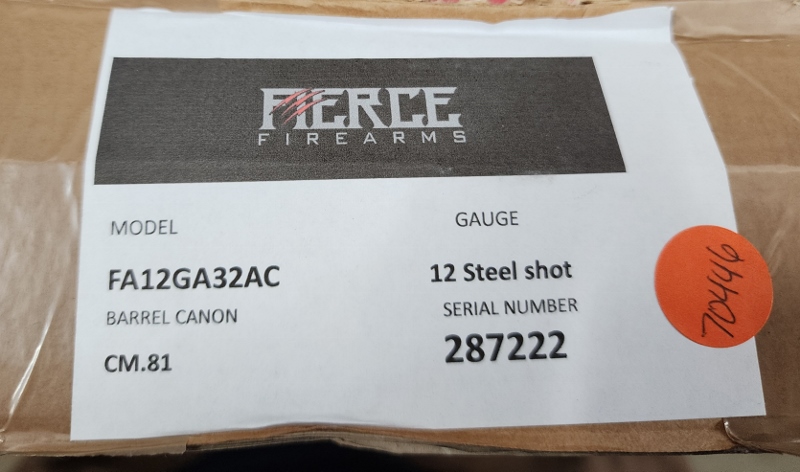 FIERCE
FIREARMS
MODEL
GAUGE
FA12GA32AC
12 Steel shot
BARREL CANON
SERIAL NUMBER
CM.81
287222
70446